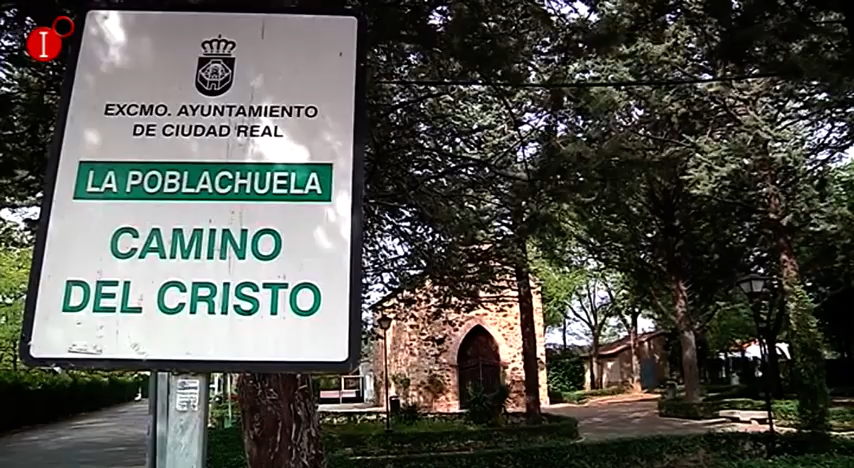 I
EXCMO. AYUNTAMIENTO
DE CIUDAD REAL
LA POBLACHUELA
CAMINO
DEL CRISTO